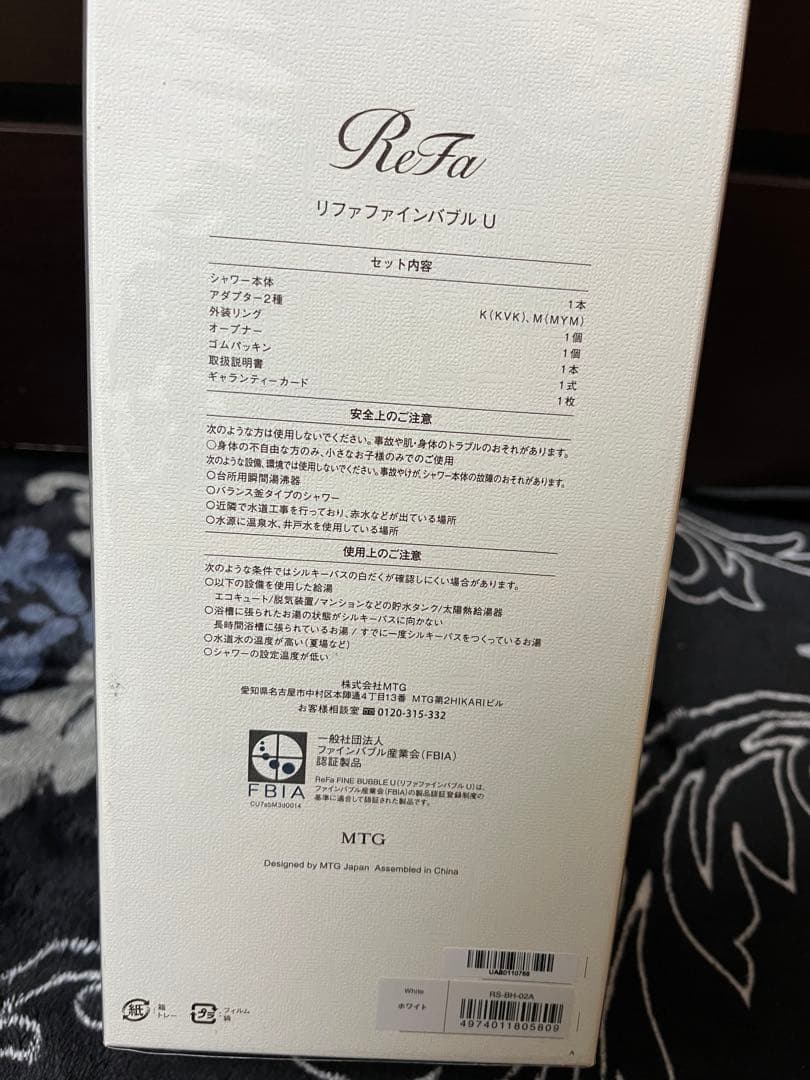 ReFa
リファファインバブル U
セット内容
シャワー本体 1本
アダプター2種 K(KVK)、M(MYM)
外装リング 1個
オープナー 1個
ゴムパッキン 1本
取扱説明書 1式
ギャランティーカード 1枚
安全上のご注意
次のような方は使用しないでください。事故や肌・身体のトラブルのおそれがあります。
○身体の不自由な方のみ、小さなお子様のみでのご使用
次のような設備、環境では使用しないでください。事故やけが、シャワー本体の故障のおそれがあります。
○台所用瞬間湯沸器
○バランス釜タイプのシャワー
○近隣で水道工事を行っており、赤水などが出ている場所
○水源に温泉水、井戸水を使用している場所
使用上のご注意
次のような条件ではシルキーバスの白だくが確認しにくい場合があります。
○以下の設備を使用した給湯
エコキュート/脱気装置/マンションなどの貯水タンク/太陽熱給湯器
○浴槽に張られたお湯の状態がシルキーバスに向かない
長時間浴槽に張られているお湯 / すでに一度シルキーバスをつくっているお湯
○水道水の温度が高い(夏場など)
○シャワーの設定温度が低い
株式会社MTG
愛知県名古屋市中村区本陣通4丁目13番 MTG第2HIKARIビル
お客様相談室 0120-315-332
一般社団法人
ファインバブル産業会(FBIA)
認証製品
FBIA
CU7abM3d0014
ReFa FINE BUBBLE U(リファファインバブル U)は、
ファインバブル産業会(FBIA)の製品認証登録制度の
基準に適合して認証された製品です。
MTG
Designed by MTG Japan Assembled in China
UAB0110768
White
ホワイト
RS-BH-02A
4974011805809
紙 :箱
トレー
プラ :フィルム
袋
A